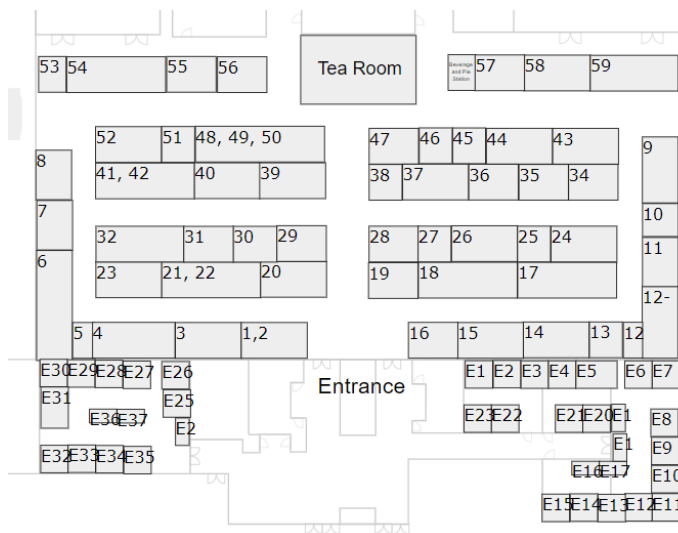 53 54 55 56 Tea Room Beverage and Pie Station 57 58 59
52 51 48, 49, 50 47 46 45 44 43
8 9
41, 42 40 39 38 37 36 35 34
7 10
32 31 30 29 28 27 26 25 24
6 11
23 21, 22 20 19 18 17
12-
5 4 3 1,2 16 15 14 13 12
E30 E29 E28 E27 E26 Entrance E1 E2 E3 E4 E5 E6 E7
E31 E25
E36 E37 E23 E22 E21 E20 E1 E8
E2
E1 E9
E32 E33 E34 E35 E16 E17 E10
E15 E14 E13 E12 E11